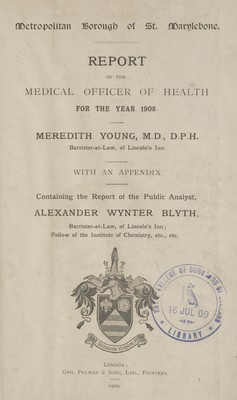 Metropolitan Borough of St. Marylebone.
REPORT
OF THE
MEDICAL OFFICER OF HEALTH
FOR THE YEAR 1908.
MEREDITH YOUNG, M.D., D.P.H.
Barrister-at-Law, of Lincoln's Inn.
WITH AN APPENDIX
Containing the Report of the Public Analyst,
ALEXANDER WYNTER BLYTH,
Barrister-at-Law, of Lincoln's Inn;
Fellow of the Institute of Chemistry, etc., etc.
16 JUL 09
LIBRARY
LONDON:
GEO. PULMAN & SONS, LTD., PRINTERS.
1909.